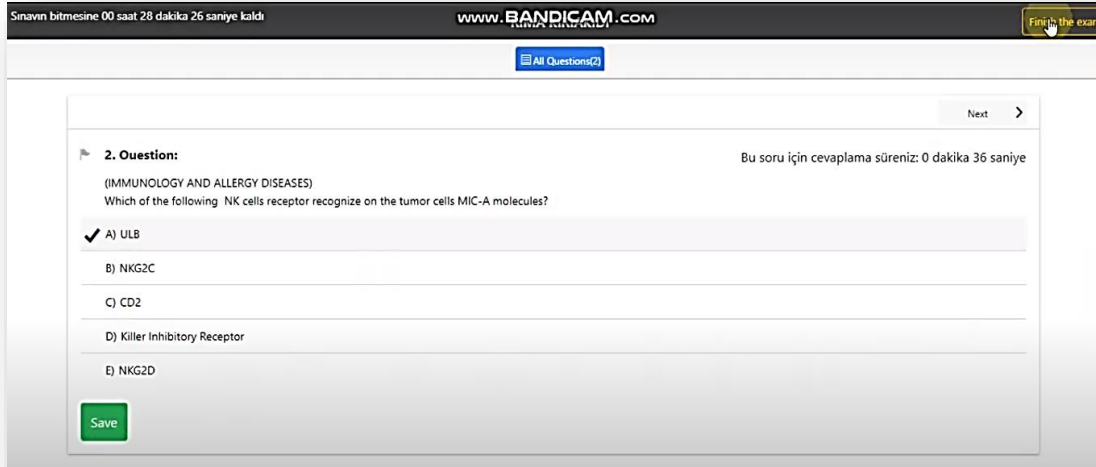 Sınavın bitmesine 00 saat 28 dakika 26 saniye kaldı
www.BANDICAM.com
Finish the exam
All Questions(2)
Next
2. Question:
Bu soru için cevaplama süreniz: 0 dakika 36 saniye
(IMMUNOLOGY AND ALLERGY DISEASES)
Which of the following NK cells receptor recognize on the tumor cells MIC-A molecules?
A) ULB
B) NKG2C
C) CD2
D) Killer Inhibitory Receptor
E) NKG2D
Save